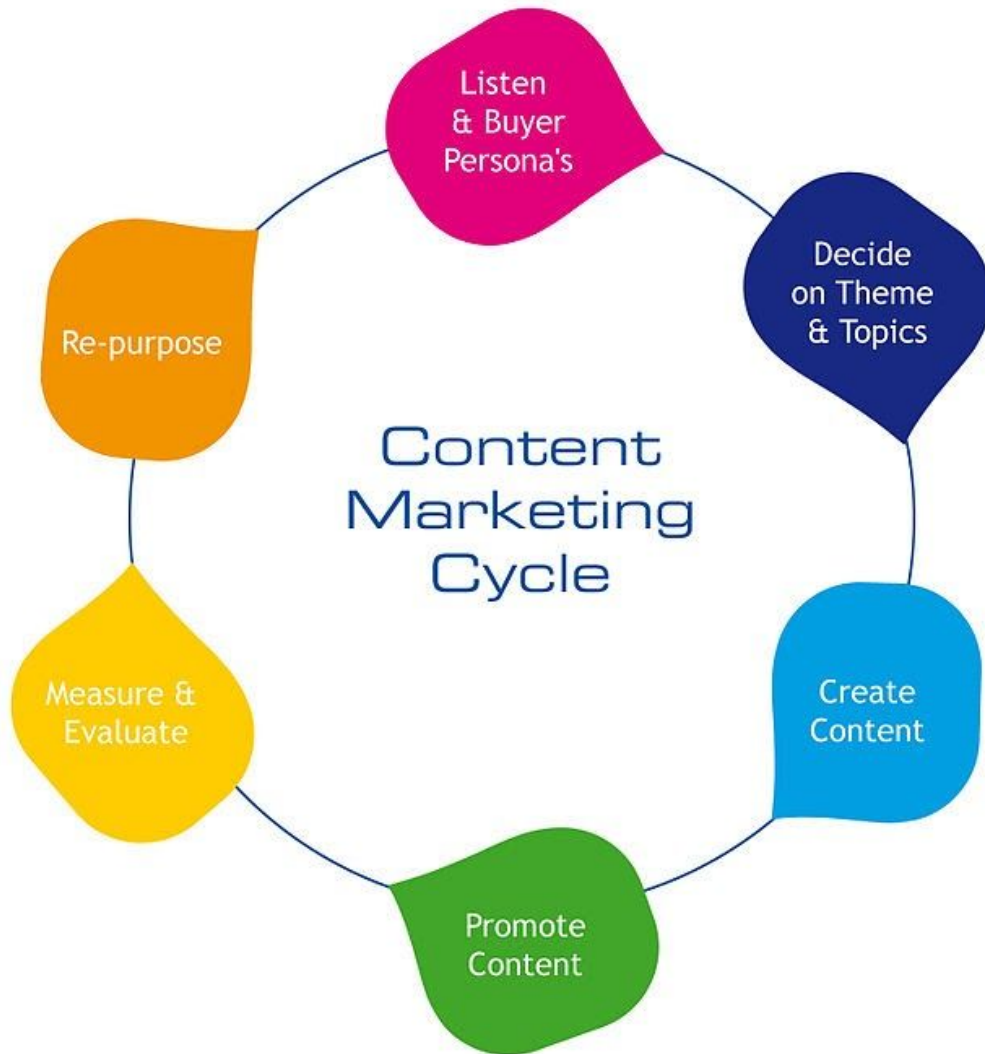 Listen
& Buyer
Persona's
Decide
on Theme
& Topics
Re-purpose
Content
Marketing
Cycle
Measure &
Evaluate
Create
Content
Promote
Content